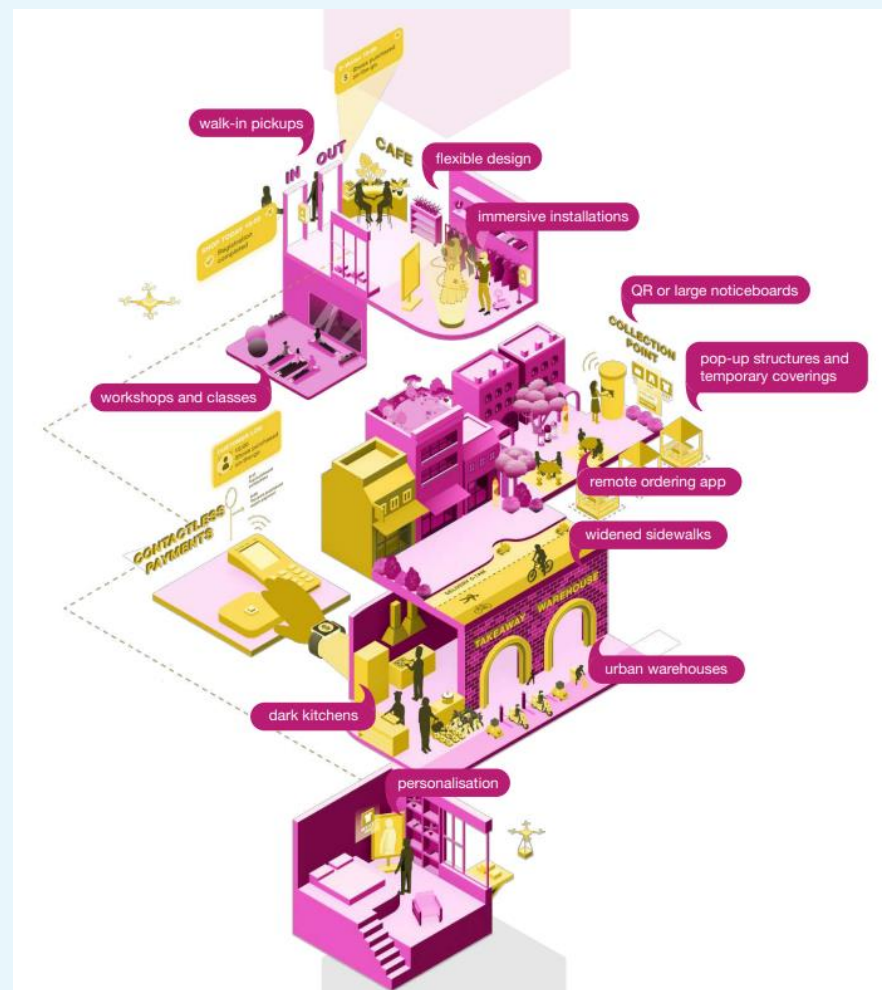 walk-in pickups
IN
OUT
CAFE
flexible design
immersive installations
Registration
completed
QR or large noticeboards
COLLECTION
POINT
pop-up structures and
temporary coverings
workshops and classes
remote ordering app
widened sidewalks
CONTACTLESS
PAYMENTS
TAKEAWAY
WAREHOUSE
urban warehouses
dark kitchens
personalisation